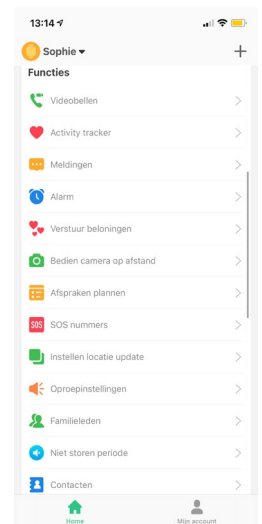 13:14
Sophie
Functies
Videobellen
Activity tracker
Meldingen
Alarm
Verstuur beloningen
Bedien camera op afstand
Afspraken plannen
SOS SOS nummers
Instellen locatie update
Oproepinstellingen
Familieleden
Niet storen periode
Contacten
Home
Mijn account